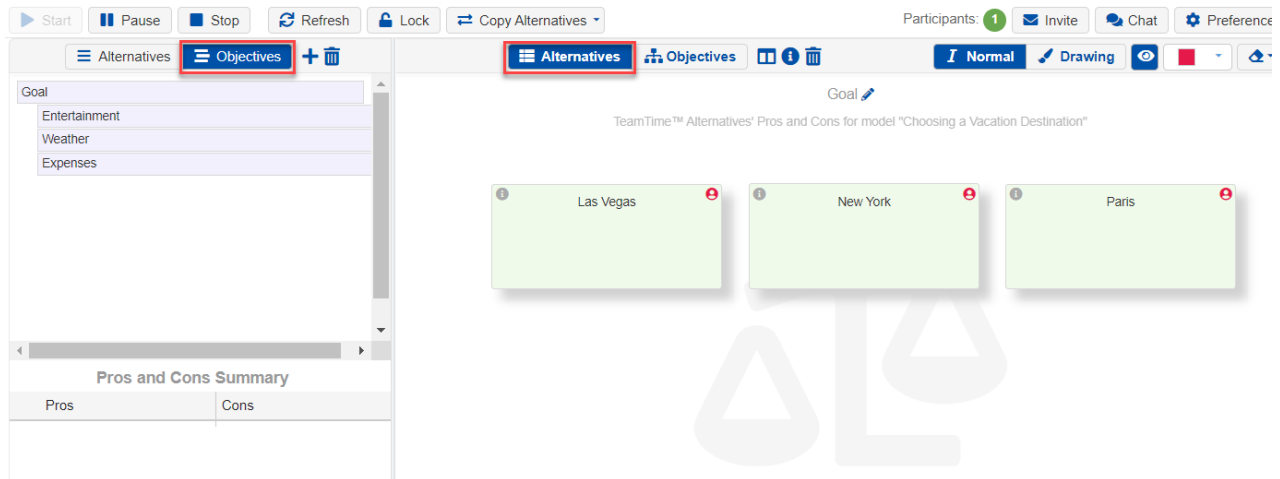 Start Pause Stop Refresh Lock Copy Alternatives Participants: 1 Invite Chat Preference
Alternatives Objectives Alternatives Objectives Normal Drawing
Goal
Entertainment
Weather
Expenses
Goal
TeamTime™ Alternatives' Pros and Cons for model "Choosing a Vacation Destination"
Las Vegas New York Paris
Pros and Cons Summary
Pros Cons